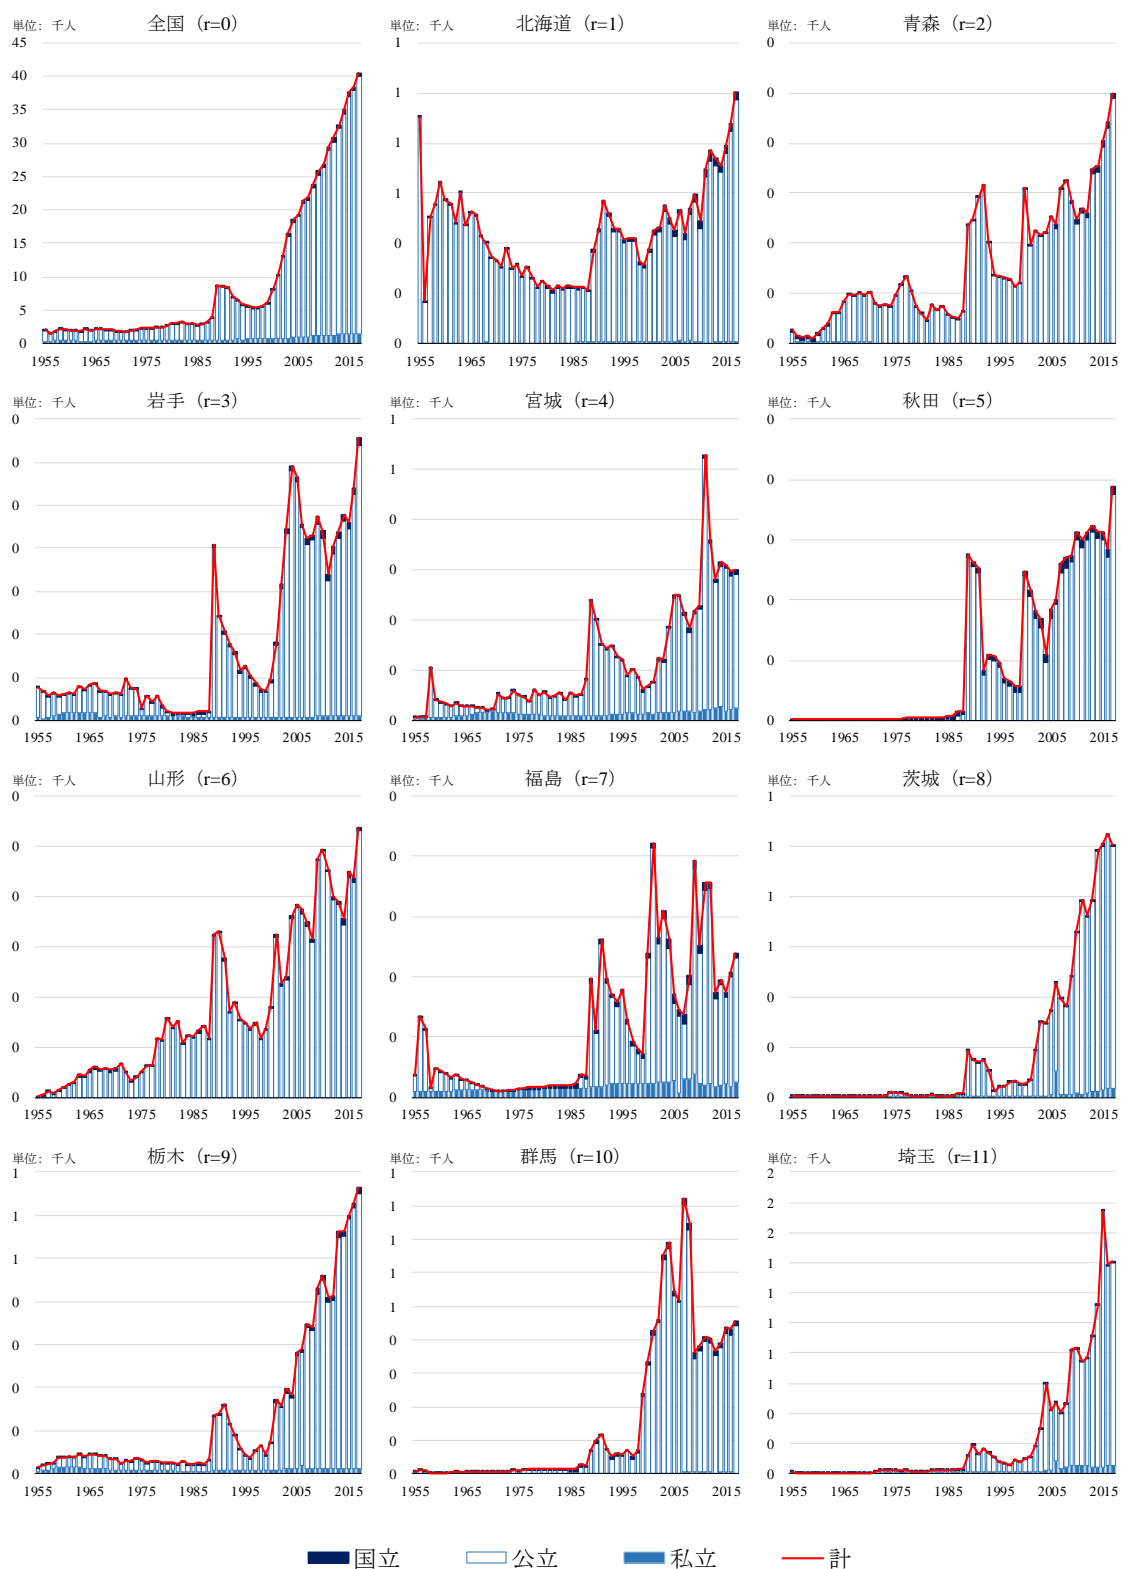 単位：千人 全国（r=0） 単位：千人 北海道（r=1） 単位：千人 青森（r=2）
45 1 0
40 1 0
35 1 0
30 1 0
25
20
15 0 0
10 0 0
5
0 0 0
1955 1965 1975 1985 1995 2005 2015 1955 1965 1975 1985 1995 2005 2015 1955 1965 1975 1985 1995 2005 2015
単位：千人 岩手（r=3） 単位：千人 宮城（r=4） 単位：千人 秋田（r=5）
0 1 0
0 1 0
0 0 0
0 0 0
0 0 0
0 0 0
0
0
1955 1965 1975 1985 1995 2005 2015 1955 1965 1975 1985 1995 2005 2015 1955 1965 1975 1985 1995 2005 2015
単位：千人 山形（r=6） 単位：千人 福島（r=7） 単位：千人 茨城（r=8）
0 0 1
0 0 1
0 0 1
0 0 1
0 0 0
0 0 0
0 0
1955 1965 1975 1985 1995 2005 2015 1955 1965 1975 1985 1995 2005 2015 1955 1965 1975 1985 1995 2005 2015
単位：千人 栃木（r=9） 単位：千人 群馬（r=10） 単位：千人 埼玉（r=11）
1 1 2
1 1 2
1 1 2
0 1 1
0 1 1
0 0 1
0 0 1
0 0 1
0 0
0
0
1955 1965 1975 1985 1995 2005 2015 1955 1965 1975 1985 1995 2005 2015 1955 1965 1975 1985 1995 2005 2015
国立 公立 私立 計